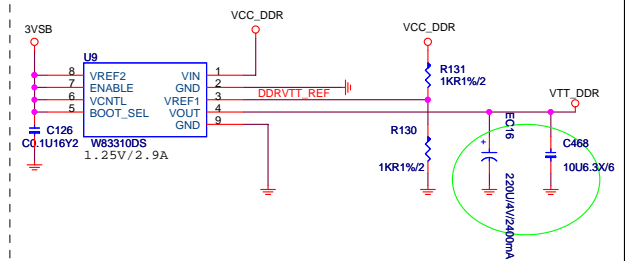 3VSB
VCC_DDR
VCC_DDR
U9
8 VREF2 VIN 1
7 ENABLE GND 2
6 VCNTL VREF1 3
5 BOOT_SEL VOUT 4
GND 9
DDRVTT_REF
R131
1KR1%/2
VTT_DDR
C126
C0.1U16Y2
W83310DS
1.25V/2.9A
R130
1KR1%/2
EC16
+
220U/4V/2400mA
C468
10U6.3X/6